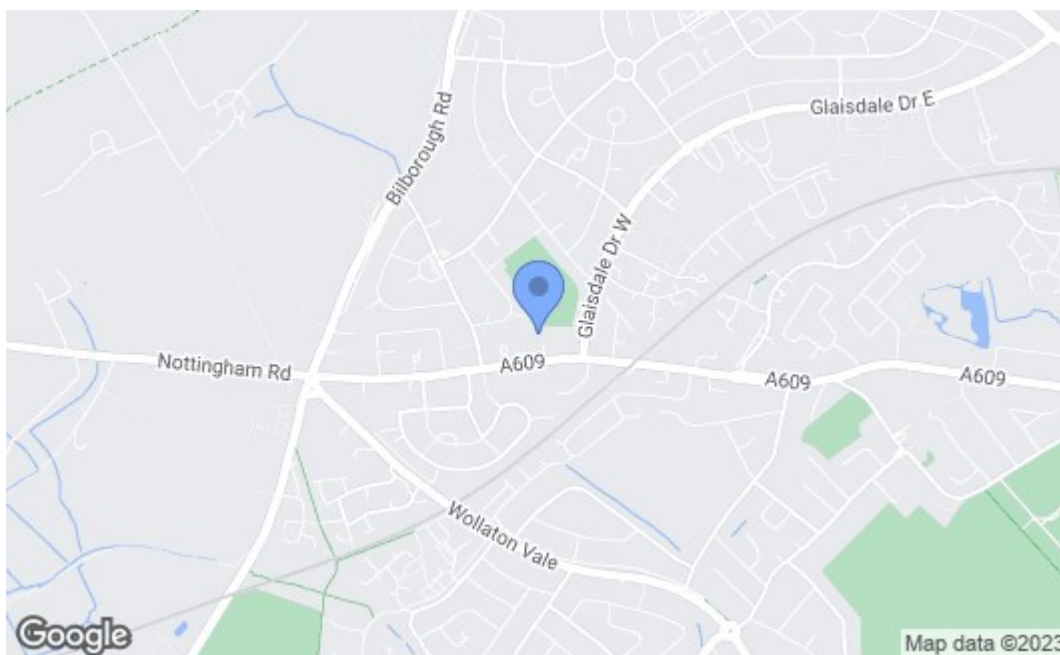 Glaisdale Dr E
Bilborough Rd
Glaisdale Dr W
Nottingham Rd
A609
A609
A609
Wollaton Vale
Google
Map data ©2023